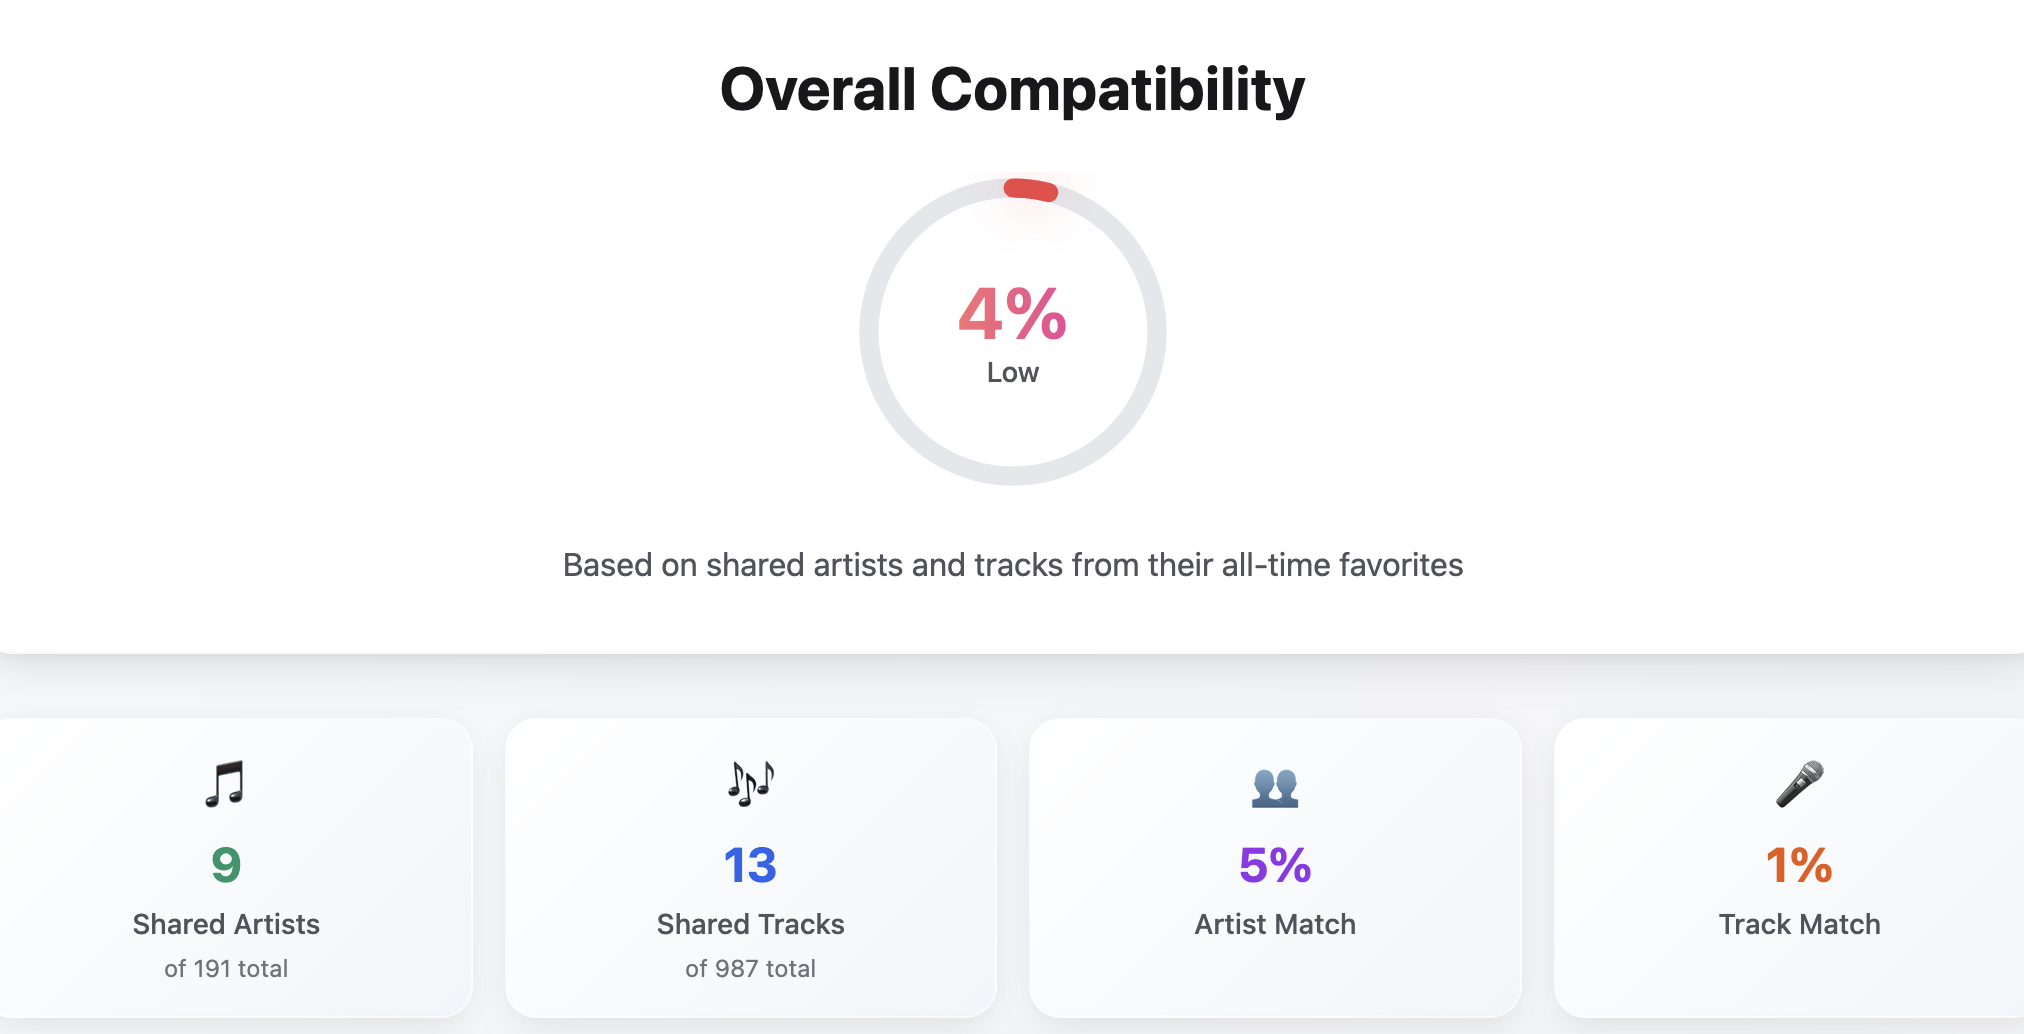 Overall Compatibility
4%
Low
Based on shared artists and tracks from their all-time favorites
9
Shared Artists
of 191 total
13
Shared Tracks
of 987 total
5%
Artist Match
1%
Track Match